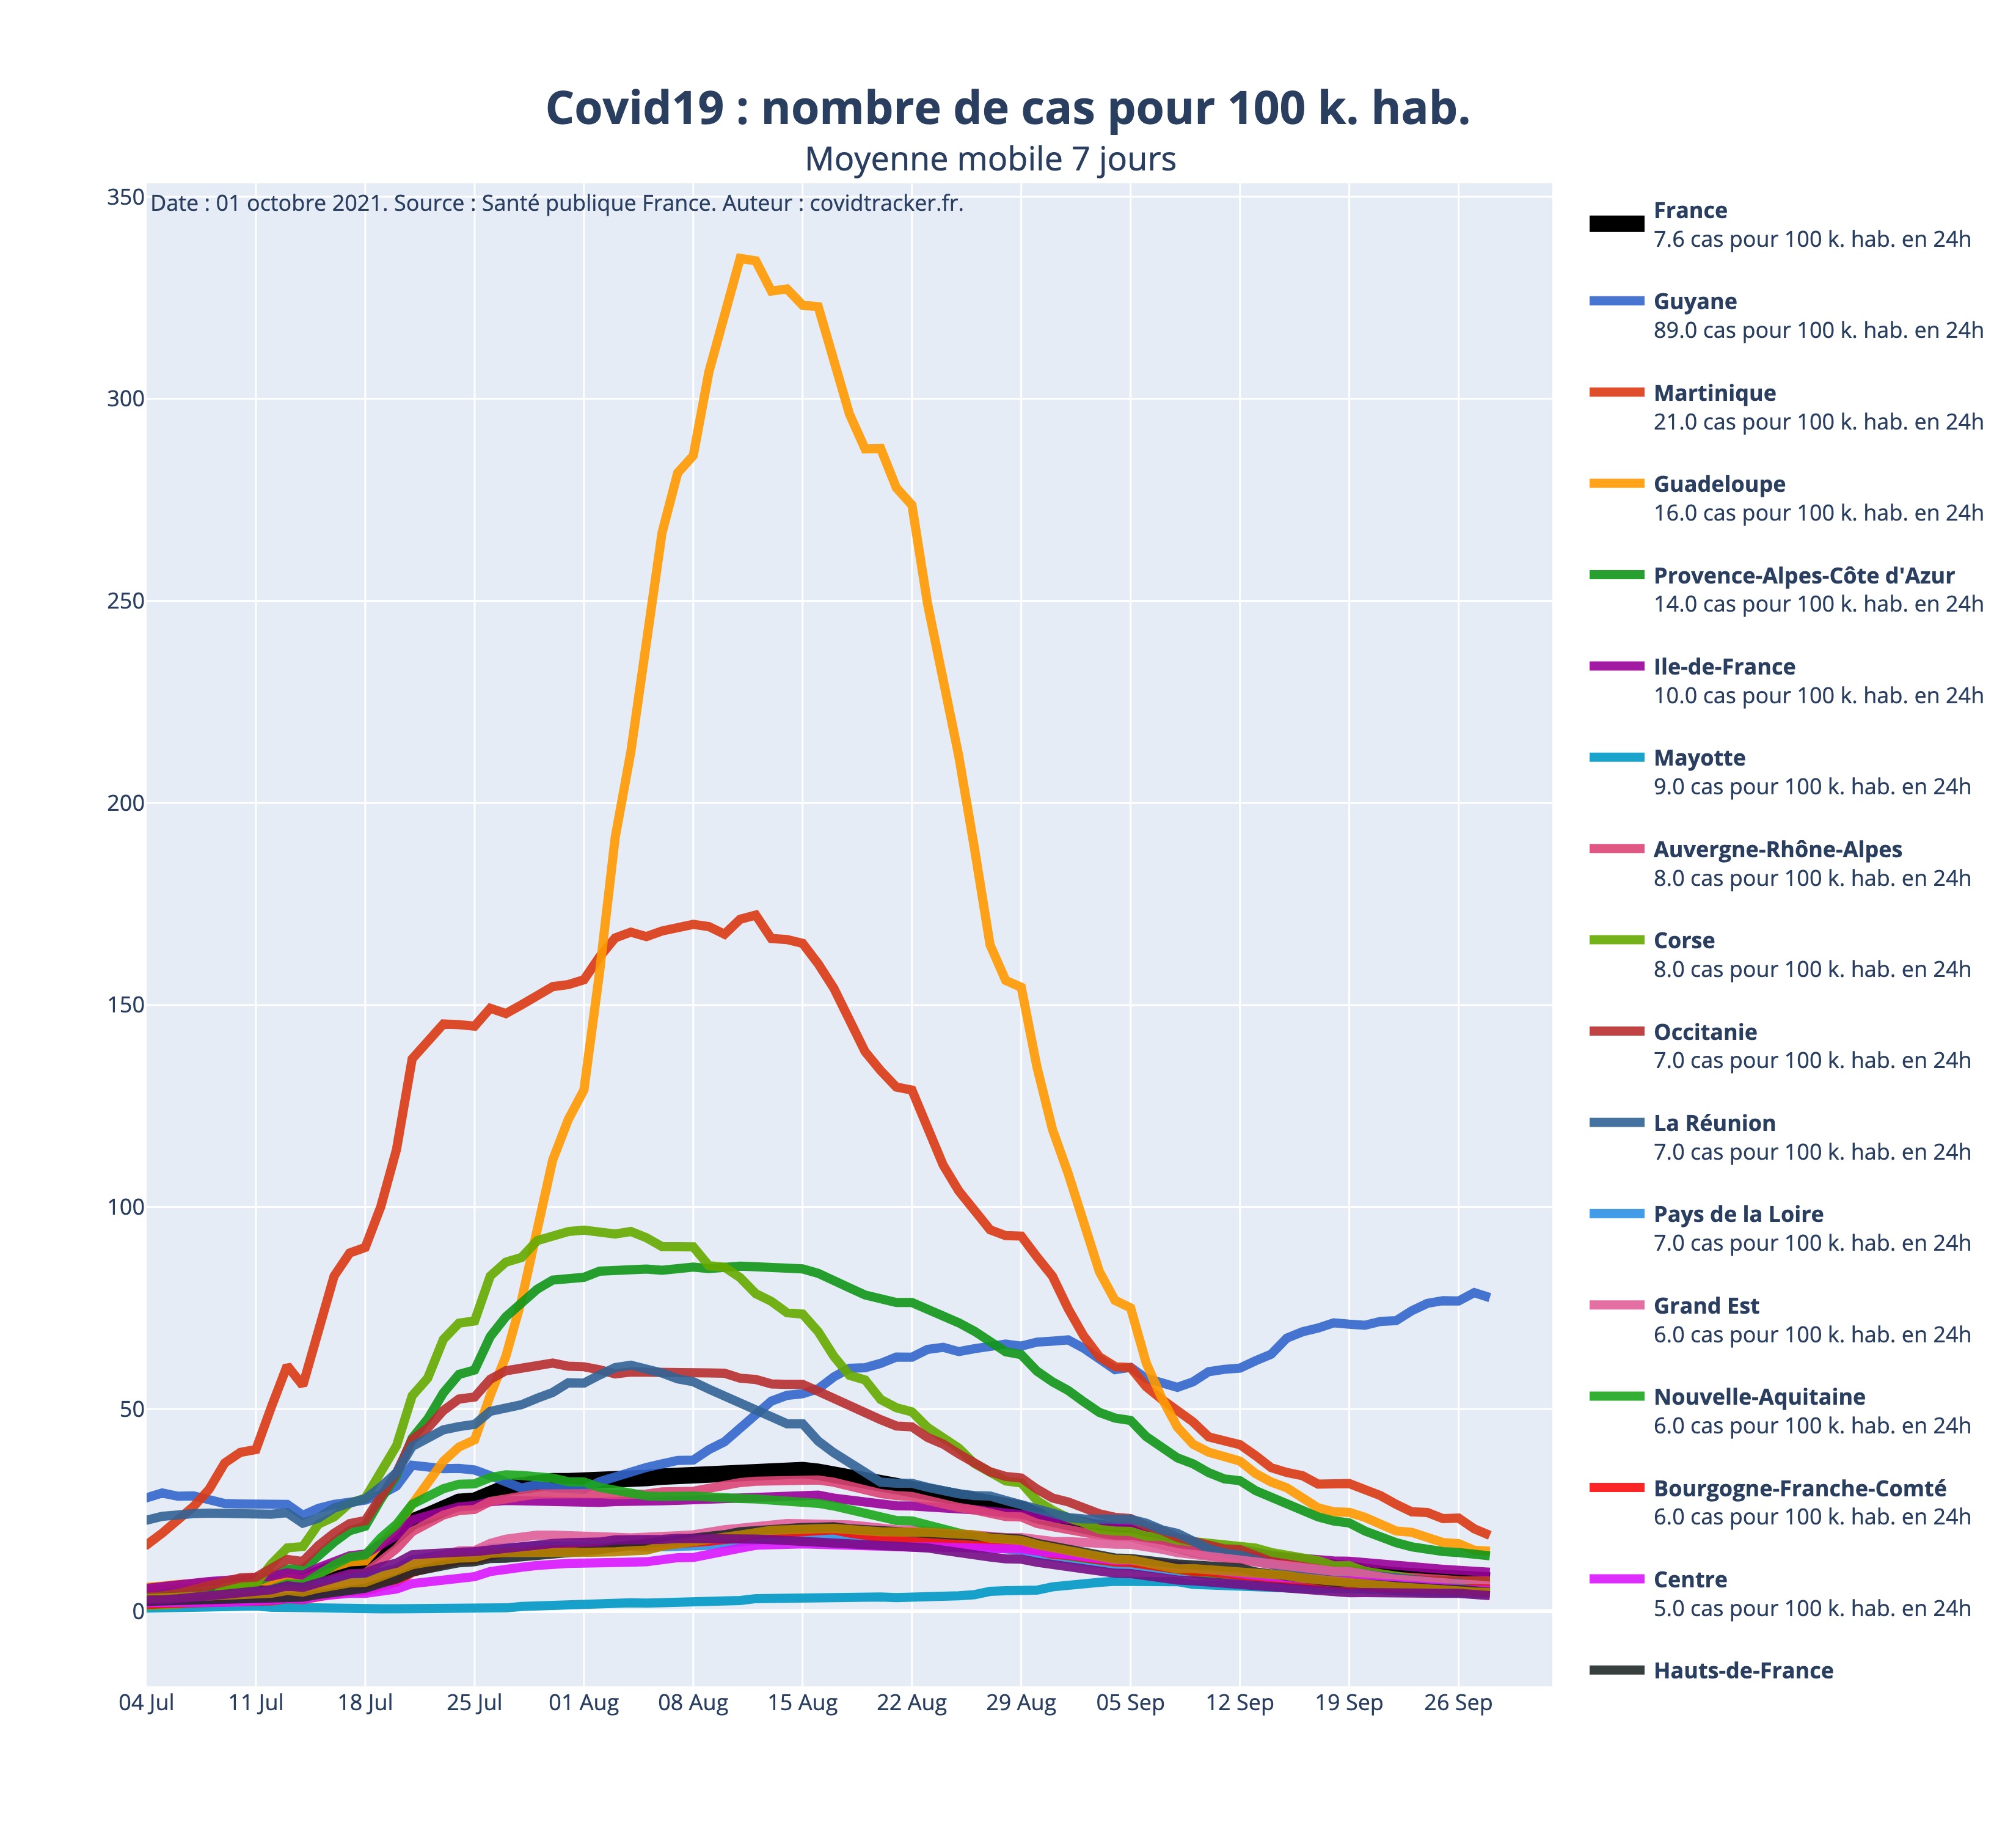 Covid19 : nombre de cas pour 100 k. hab.
Moyenne mobile 7 jours
Date : 01 octobre 2021. Source : Santé publique France. Auteur : covidtracker.fr.
350
300
250
200
150
100
50
0
04 Jul
11 Jul
18 Jul
25 Jul
01 Aug
08 Aug
15 Aug
22 Aug
29 Aug
05 Sep
12 Sep
19 Sep
26 Sep
France
7.6 cas pour 100 k. hab. en 24h
Guyane
89.0 cas pour 100 k. hab. en 24h
Martinique
21.0 cas pour 100 k. hab. en 24h
Guadeloupe
16.0 cas pour 100 k. hab. en 24h
Provence-Alpes-Côte d'Azur
14.0 cas pour 100 k. hab. en 24h
Ile-de-France
10.0 cas pour 100 k. hab. en 24h
Mayotte
9.0 cas pour 100 k. hab. en 24h
Auvergne-Rhône-Alpes
8.0 cas pour 100 k. hab. en 24h
Corse
8.0 cas pour 100 k. hab. en 24h
Occitanie
7.0 cas pour 100 k. hab. en 24h
La Réunion
7.0 cas pour 100 k. hab. en 24h
Pays de la Loire
7.0 cas pour 100 k. hab. en 24h
Grand Est
6.0 cas pour 100 k. hab. en 24h
Nouvelle-Aquitaine
6.0 cas pour 100 k. hab. en 24h
Bourgogne-Franche-Comté
6.0 cas pour 100 k. hab. en 24h
Centre
5.0 cas pour 100 k. hab. en 24h
Hauts-de-France